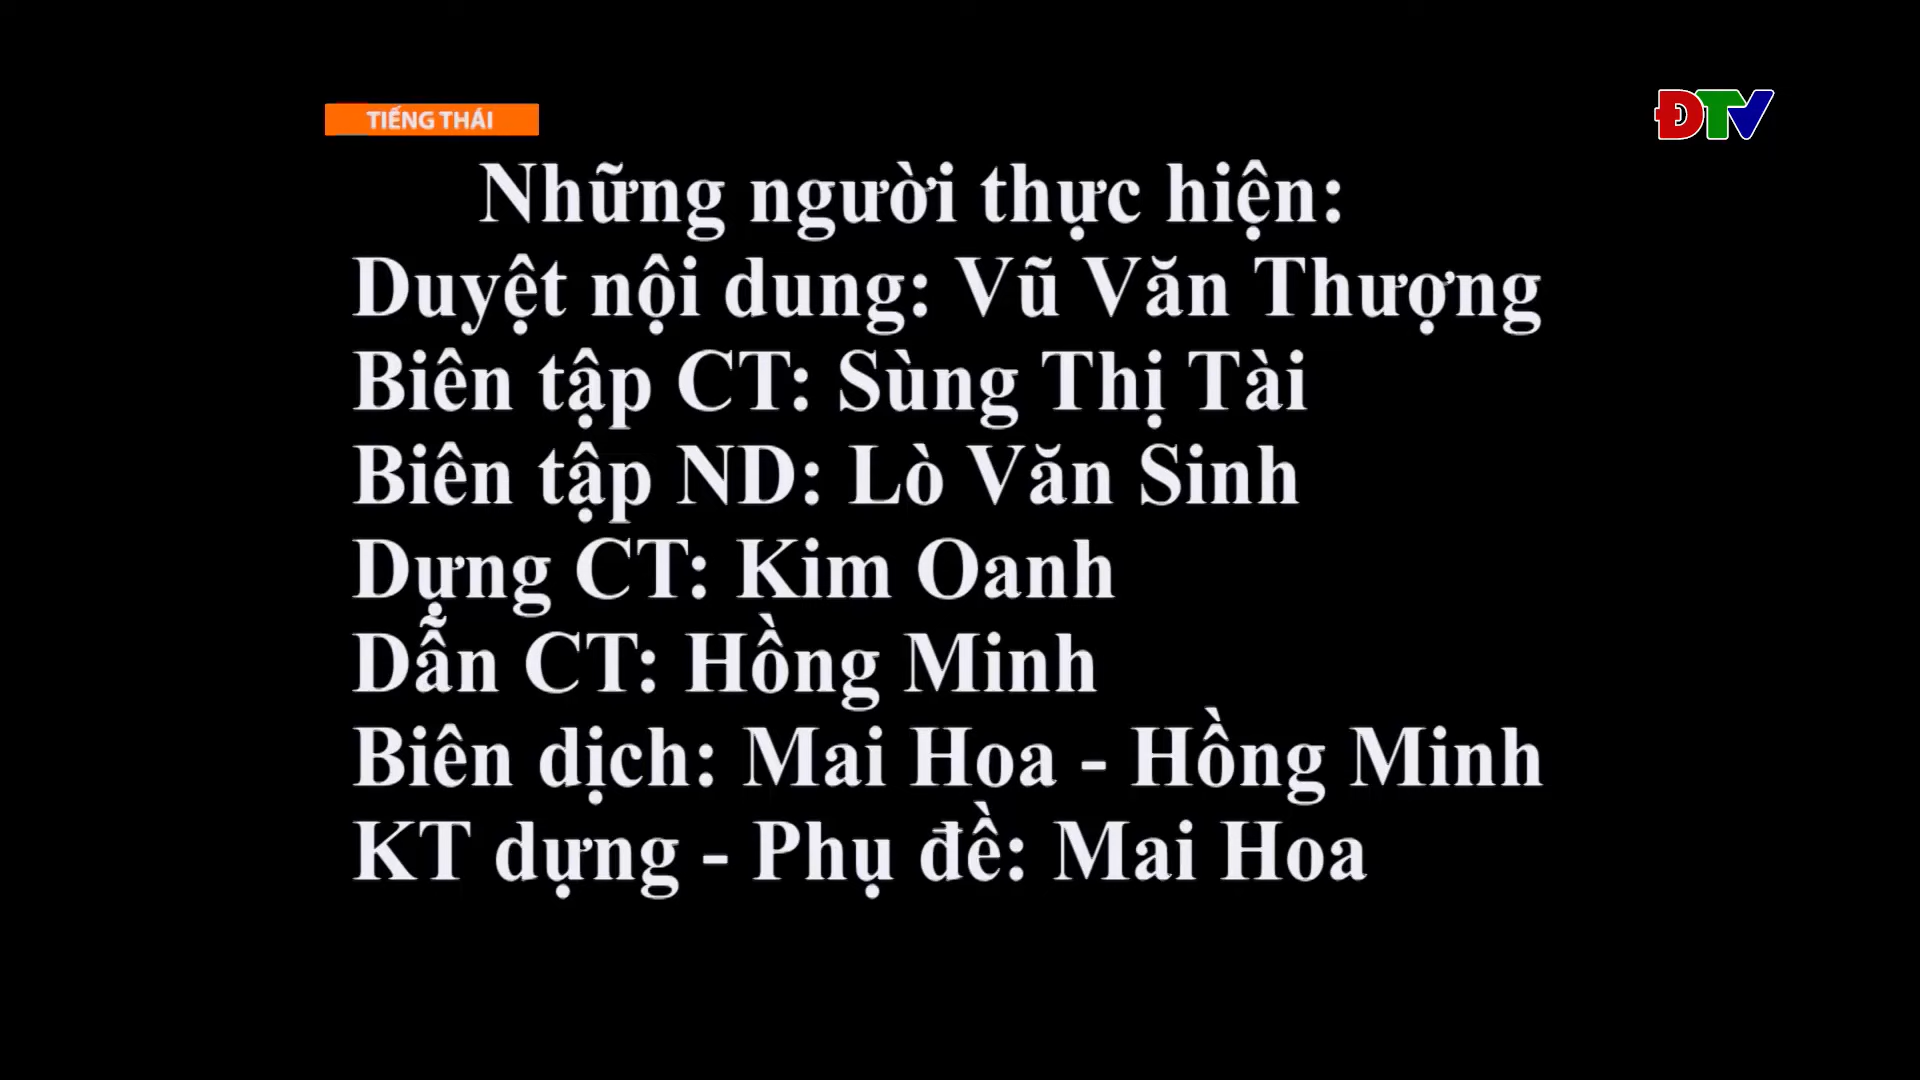 TIẾNG THÁI
ĐTV
Những người thực hiện:
Duyệt nội dung: Vũ Văn Thượng
Biên tập CT: Sùng Thị Tài
Biên tập ND: Lò Văn Sinh
Dựng CT: Kim Oanh
Dẫn CT: Hồng Minh
Biên dịch: Mai Hoa - Hồng Minh
KT dựng - Phụ đề: Mai Hoa